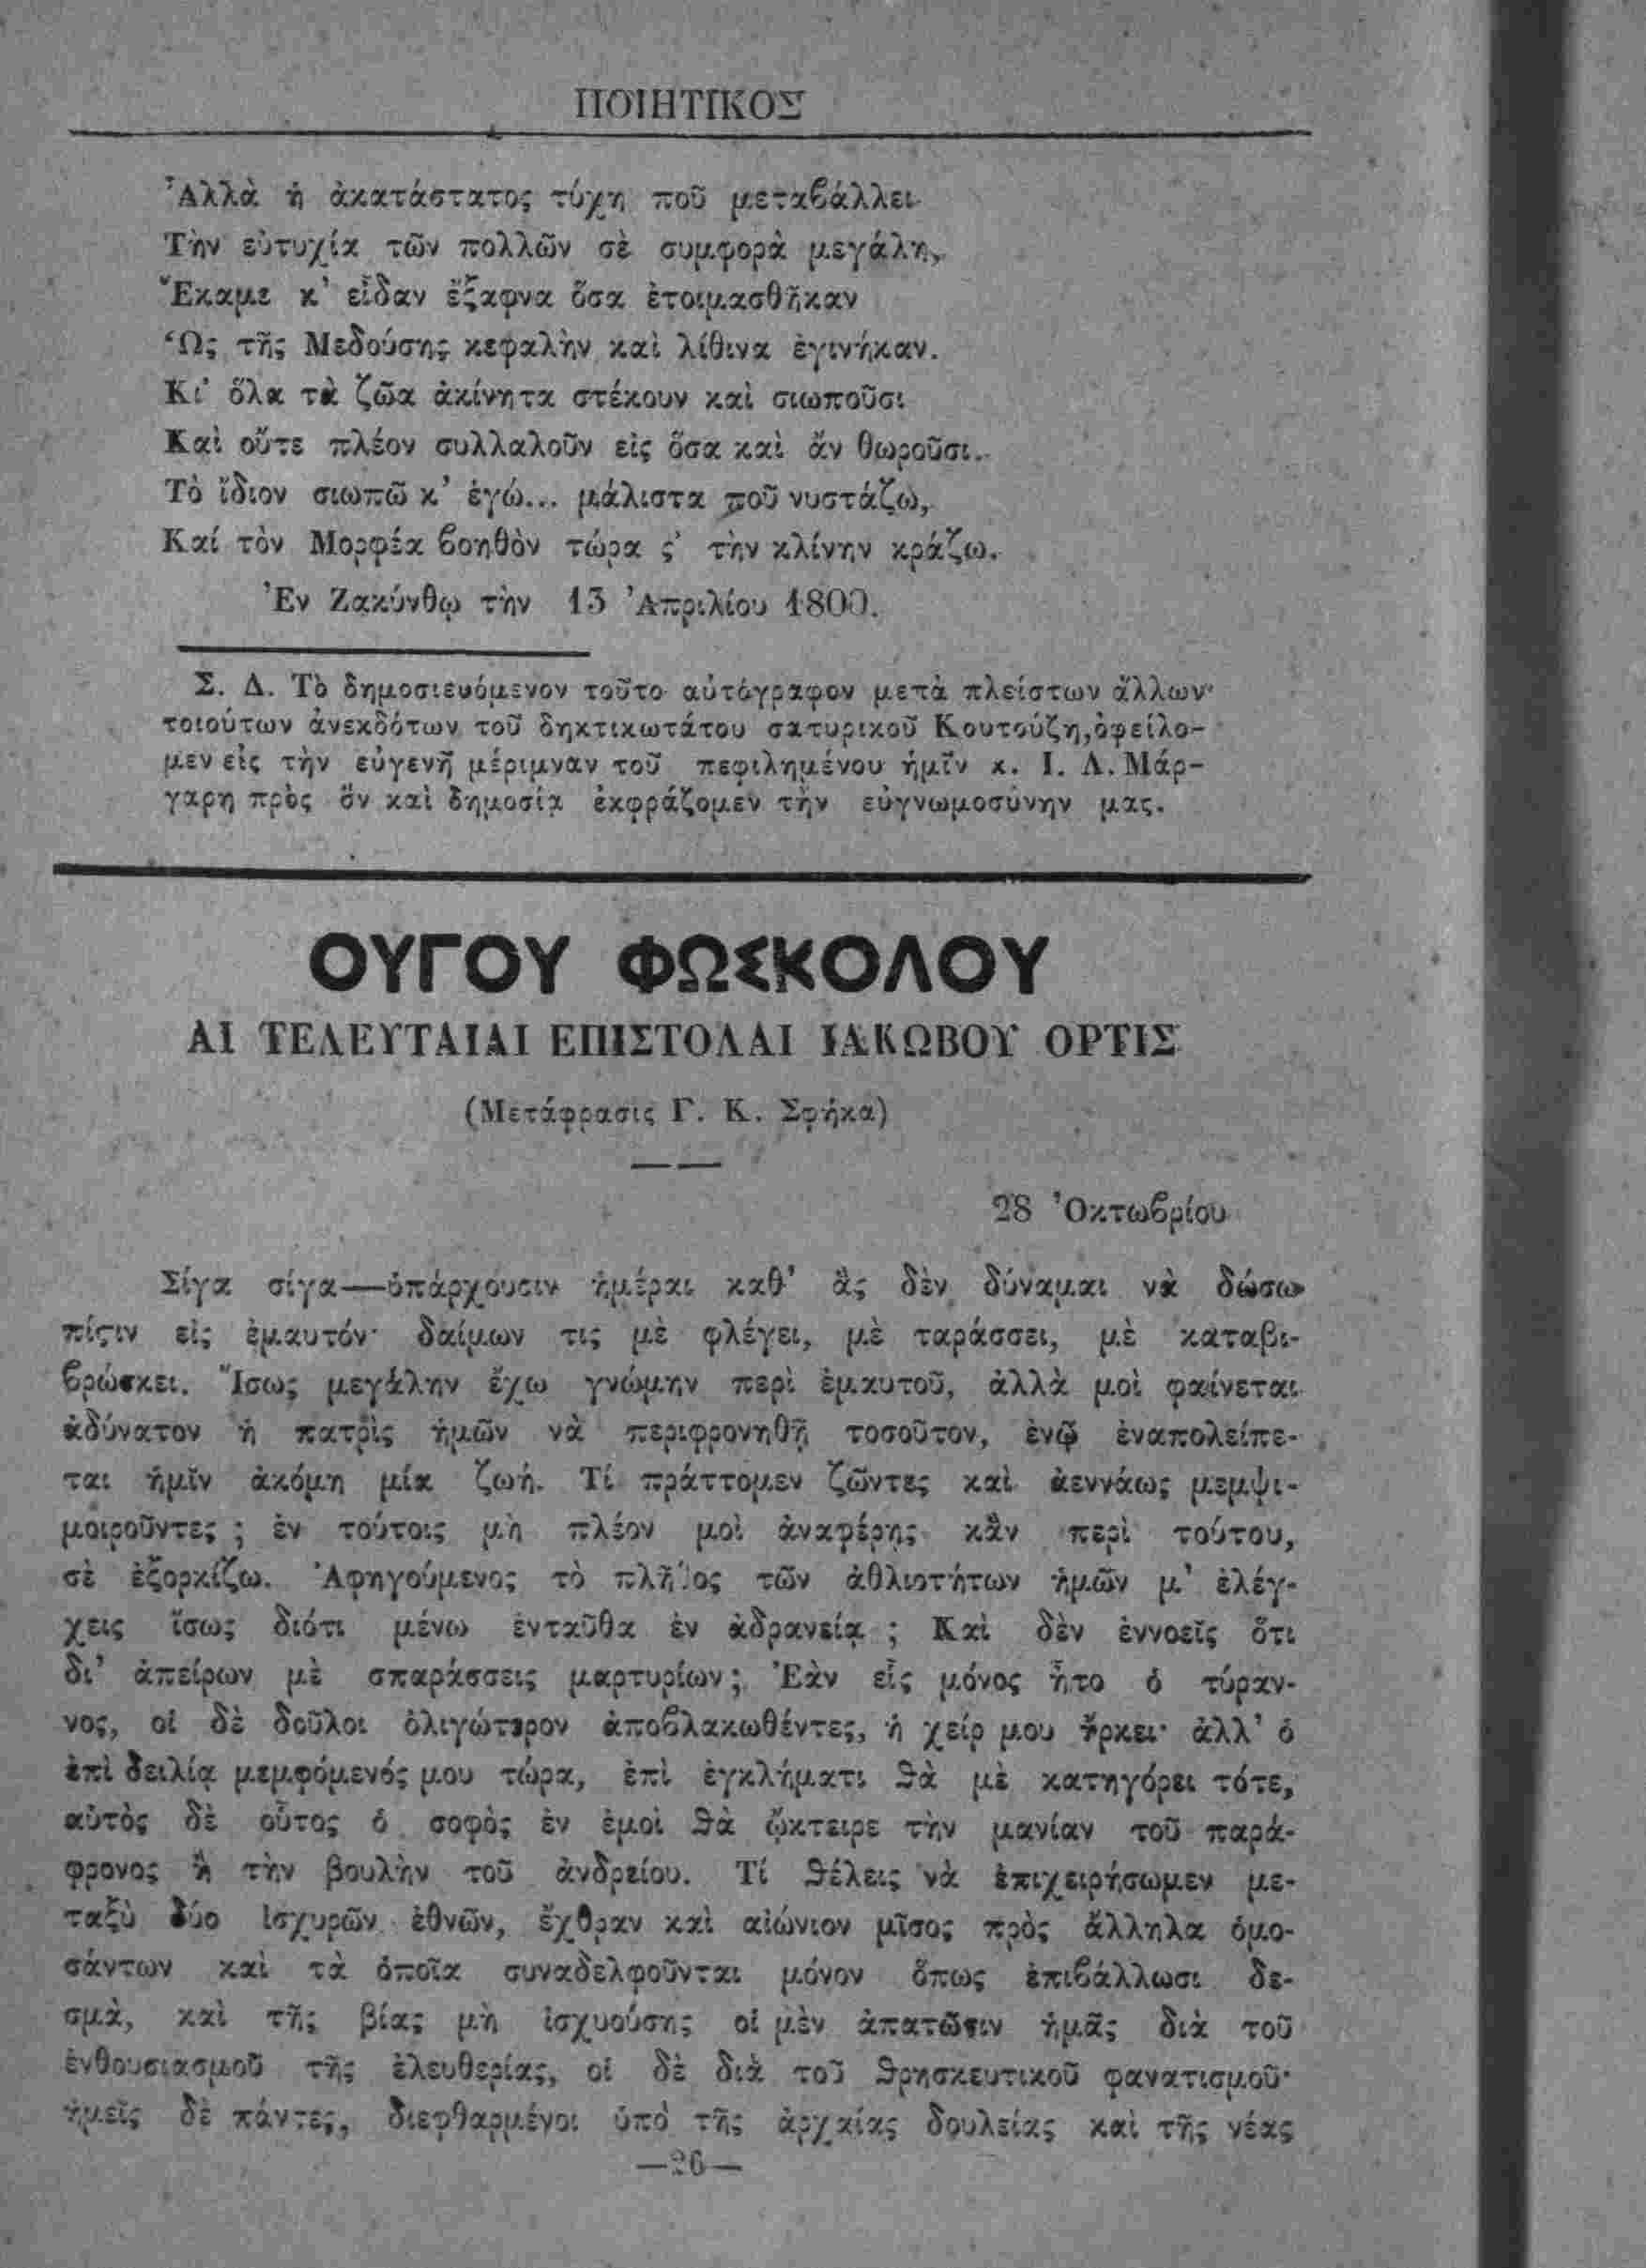 ΠΟΙΗΤΙΚΟΣ
Ἀλλὰ ἡ ἀκατάστατος τύχη ποῦ μεταβάλλει
Τὴν εὐτυχία τῶν πολλῶν σὲ συμφορὰ μεγάλη,
Ἔκαμε κ' εἶδαν ἔξαφνα ὅσα ἑτοιμασθῆκαν
Ὡς τῆς Μεδούσης κεφαλὴν καὶ λίθινα ἐγινῆκαν.
Κι' ὅλα τὰ ζῶα ἀκίνητα στέκουν καὶ σιωποῦσι
Καὶ οὔτε πλέον συλλαλοῦν εἰς ὅσα καὶ ἄν θωροῦσι.
Τὸ ἴδιον σιωπῶ κ' ἐγώ... μάλιστα ποῦ νυστάζω,
Καί τὸν Μορφέα βοηθὸν τώρα ς' τὴν κλίνην κράζω.
Ἐν Ζακύνθῳ τὴν 13 Ἀπριλίου 1800.
Σ. Δ. Τὸ δημοσιευόμενον τοῦτο αὐτόγραφον μετὰ πλείστων ἄλλων
τοιούτων ἀνεκδότων τοῦ δηκτικωτάτου σατυρικοῦ Κουτούζη, ὀφείλο-
μεν εἰς τὴν εὐγενῆ μέριμναν τοῦ πεφιλημένου ἡμῖν κ. Ι. Λ. Μάρ-
γαρη πρὸς ὅν καὶ δημοσίᾳ ἐκφράζομεν τὴν εὐγνωμοσύνην μας.
ΟΥΓΟΥ ΦΩΣΚΟΛΟΥ
ΑΙ ΤΕΛΕΥΤΑΙΑΙ ΕΠΙΣΤΟΛΑΙ ΙΑΚΩΒΟΥ ΟΡΤΙΣ
(Μετάφρασις Γ. Κ. Σφήκα)
28 Ὀκτωβρίου
Σίγα σίγα—ὑπάρχουσιν ἡμέραι καθ' ἃς δὲν δύναμαι νὰ δώσω
πίςιν εἰς ἐμαυτόν· δαίμων τις μὲ φλέγει, μὲ ταράσσει, μὲ καταβι-
βρώσκει. Ἴσως μεγάλην ἔχω γνώμην περὶ ἐμαυτοῦ, ἀλλὰ μοὶ φαίνεται
ἀδύνατον ἡ πατρὶς ἡμῶν νὰ περιφρονηθῇ τοσοῦτον, ἐνῷ ἐναπολείπε-
ται ἡμῖν ἀκόμη μία ζωή. Τί πράττομεν ζῶντες καὶ ἀεννάως μεμψι-
μοιροῦντες ; ἐν τούτοις μὴ πλέον μοὶ ἀναφέρῃς κἂν περὶ τούτου,
σὲ ἐξορκίζω. Ἀφηγούμενος τὸ πλῆθος τῶν ἀθλιοτήτων ἡμῶν μ' ἐλέγ-
χεις ἴσως διότι μένω ἐνταῦθα ἐν ἀδρανείᾳ ; Καὶ δὲν ἐννοεῖς ὅτι
δι' ἀπείρων μὲ σπαράσσεις μαρτυρίων; Ἐὰν εἷς μόνος ἦτο ὁ τύραν-
νος, οἱ δὲ δοῦλοι ὀλιγώτερον ἀποβλακωθέντες, ἡ χείρ μου ἤρκει· ἀλλ' ὁ
ἐπὶ δειλίᾳ μεμφόμενός μου τώρα, ἐπὶ ἐγκλήματι θὰ μὲ κατηγόρει τότε,
αὐτὸς δὲ οὗτος ὁ σοφὸς ἐν ἐμοὶ θὰ ᾤκτειρε τὴν μανίαν τοῦ παρά-
φρονος ἢ τὴν βουλὴν τοῦ ἀνδρείου. Τί θέλεις νὰ ἐπιχειρήσωμεν με-
ταξὺ δύο ἰσχυρῶν ἐθνῶν, ἔχθραν καὶ αἰώνιον μῖσος πρὸς ἄλληλα ὀμο-
σάντων καὶ τὰ ὁποῖα συναδελφοῦνται μόνον ὅπως ἐπιβάλλωσι δε-
σμὰ, καὶ τῆς βίας μὴ ἰσχυούσης οἱ μὲν ἀπατῶσιν ἡμᾶς διὰ τοῦ
ἐνθουσιασμοῦ τῆς ἐλευθερίας, οἱ δὲ διὰ τοῦ θρησκευτικοῦ φανατισμοῦ·
ἡμεῖς δὲ πάντες, διεφθαρμένοι ὑπὸ τῆς ἀρχαίας δουλείας καὶ τῆς νέας
—26—